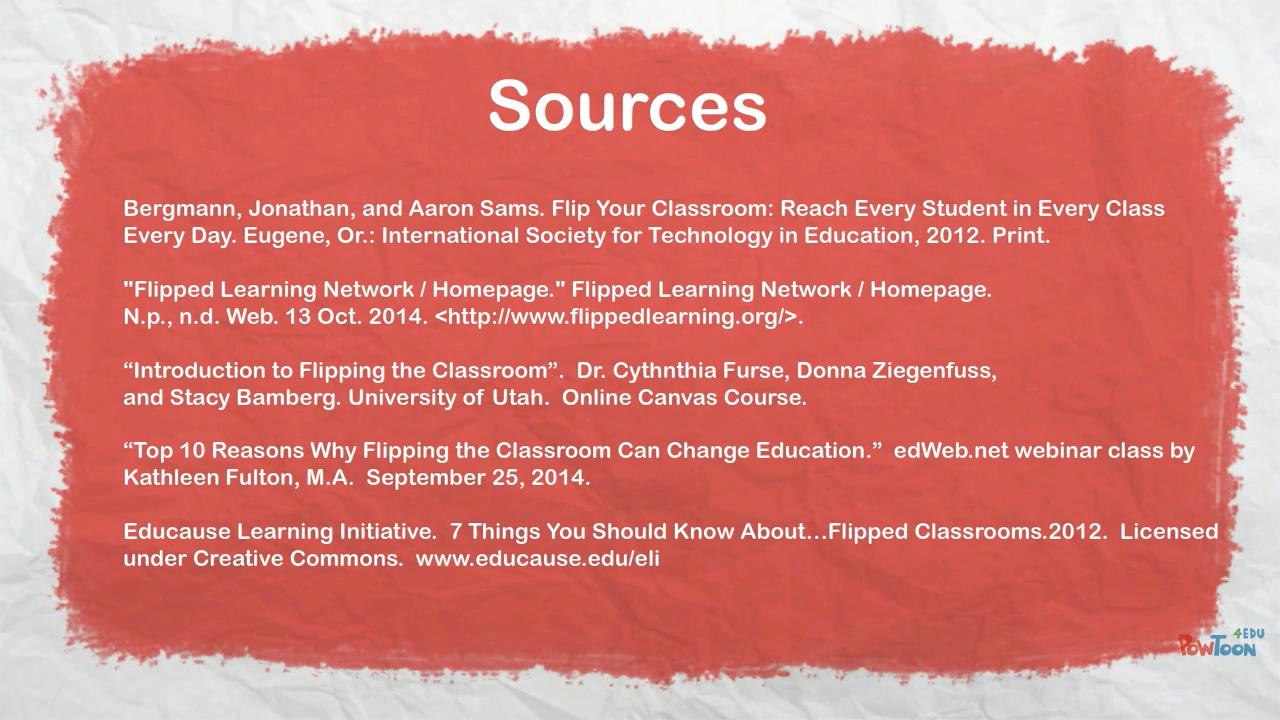 Sources
Bergmann, Jonathan, and Aaron Sams. Flip Your Classroom: Reach Every Student in Every Class
Every Day. Eugene, Or.: International Society for Technology in Education, 2012. Print.
"Flipped Learning Network / Homepage." Flipped Learning Network / Homepage.
N.p., n.d. Web. 13 Oct. 2014. <http://www.flippedlearning.org/>.
“Introduction to Flipping the Classroom”.  Dr. Cythnthia Furse, Donna Ziegenfuss,
and Stacy Bamberg. University of Utah.  Online Canvas Course.
“Top 10 Reasons Why Flipping the Classroom Can Change Education.”  edWeb.net webinar class by
Kathleen Fulton, M.A.  September 25, 2014.
Educause Learning Initiative.  7 Things You Should Know About…Flipped Classrooms.2012.  Licensed
under Creative Commons.  www.educause.edu/eli
4EDU
POWTOON